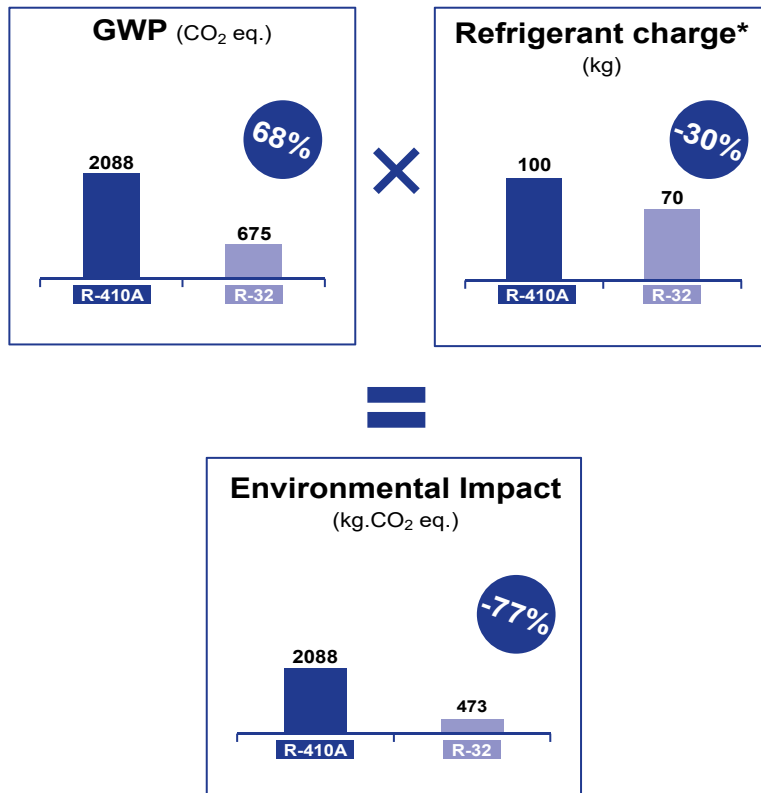 GWP (CO₂ eq.)
68%
2088
675
R-410A
R-32
×
Refrigerant charge*
(kg)
-30%
100
70
R-410A
R-32
=
Environmental Impact
(kg.CO₂ eq.)
-77%
2088
473
R-410A
R-32